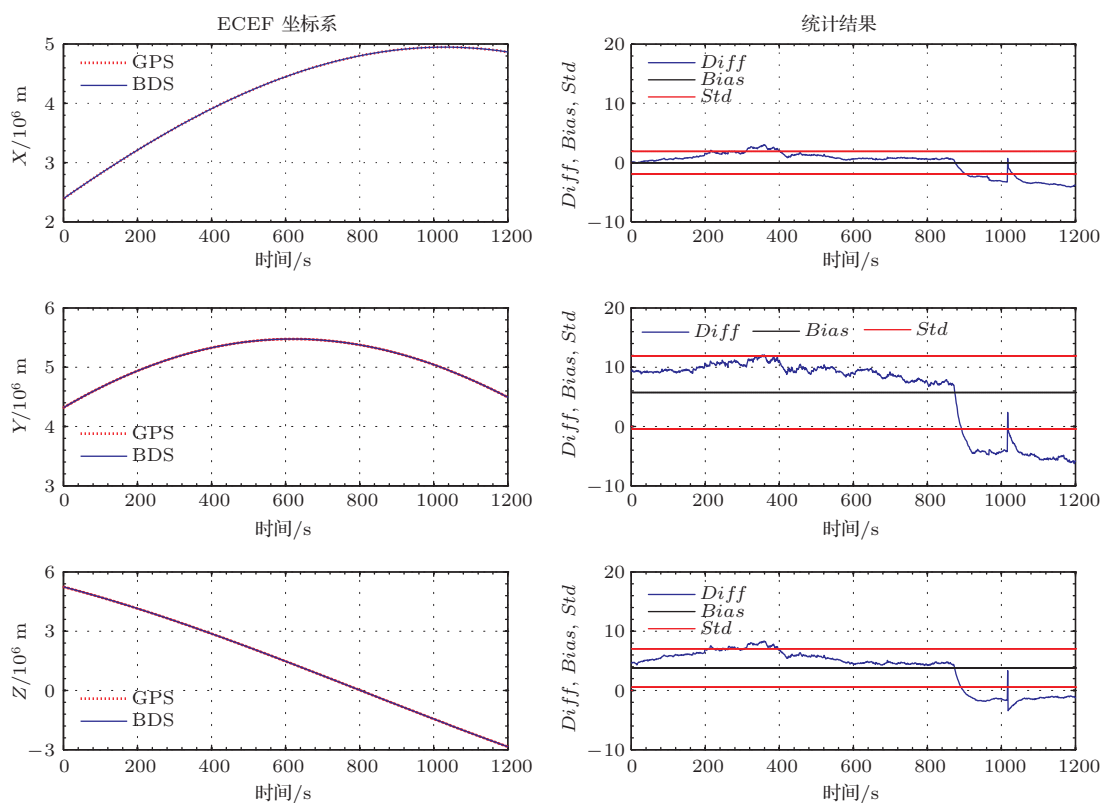 ECEF 坐标系
5
4
3
2
X/10⁶ m
GPS
BDS
0 200 400 600 800 1000 1200
时间/s
统计结果
20
10
0
−10
Diff, Bias, Std
Diff
Bias
Std
0 200 400 600 800 1000 1200
时间/s
6
5
4
3
Y/10⁶ m
GPS
BDS
0 200 400 600 800 1000 1200
时间/s
20
10
0
−10
Diff, Bias, Std
Diff Bias Std
0 200 400 600 800 1000 1200
时间/s
6
3
0
−3
Z/10⁶ m
GPS
BDS
0 200 400 600 800 1000 1200
时间/s
20
10
0
−10
Diff, Bias, Std
Diff
Bias
Std
0 200 400 600 800 1000 1200
时间/s